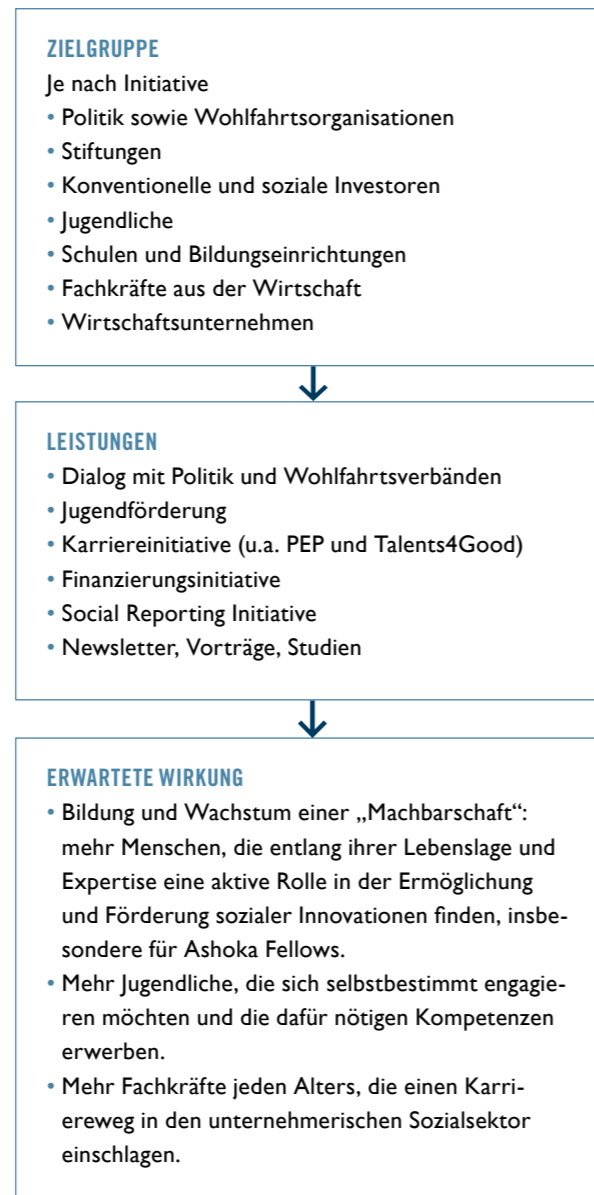 ZIELGRUPPE
Je nach Initiative
• Politik sowie Wohlfahrtsorganisationen
• Stiftungen
• Konventionelle und soziale Investoren
• Jugendliche
• Schulen und Bildungseinrichtungen
• Fachkräfte aus der Wirtschaft
• Wirtschaftsunternehmen
LEISTUNGEN
• Dialog mit Politik und Wohlfahrtsverbänden
• Jugendförderung
• Karriereinitiative (u.a. PEP und Talents4Good)
• Finanzierungsinitiative
• Social Reporting Initiative
• Newsletter, Vorträge, Studien
ERWARTETE WIRKUNG
• Bildung und Wachstum einer „Machbarschaft“:
mehr Menschen, die entlang ihrer Lebenslage und
Expertise eine aktive Rolle in der Ermöglichung
und Förderung sozialer Innovationen finden, insbe-
sondere für Ashoka Fellows.
• Mehr Jugendliche, die sich selbstbestimmt engagie-
ren möchten und die dafür nötigen Kompetenzen
erwerben.
• Mehr Fachkräfte jeden Alters, die einen Karri-
ereweg in den unternehmerischen Sozialsektor
einschlagen.